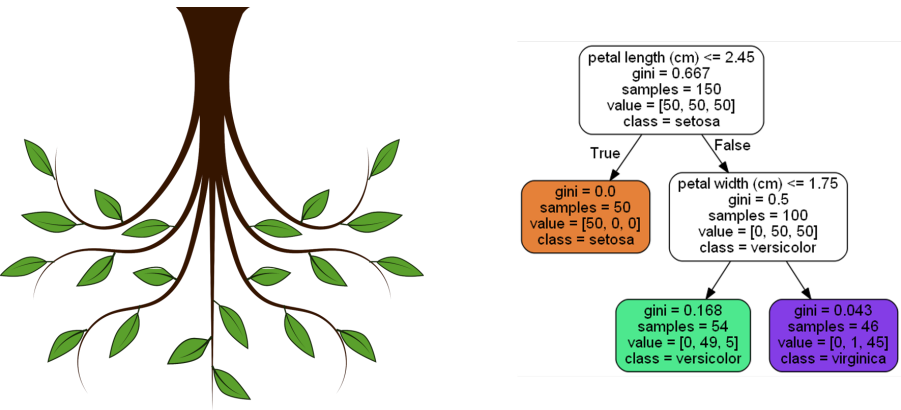 petal length (cm) <= 2.45
gini = 0.667
samples = 150
value = [50, 50, 50]
class = setosa
True
False
gini = 0.0
samples = 50
value = [50, 0, 0]
class = setosa
petal width (cm) <= 1.75
gini = 0.5
samples = 100
value = [0, 50, 50]
class = versicolor
gini = 0.168
samples = 54
value = [0, 49, 5]
class = versicolor
gini = 0.043
samples = 46
value = [0, 1, 45]
class = virginica